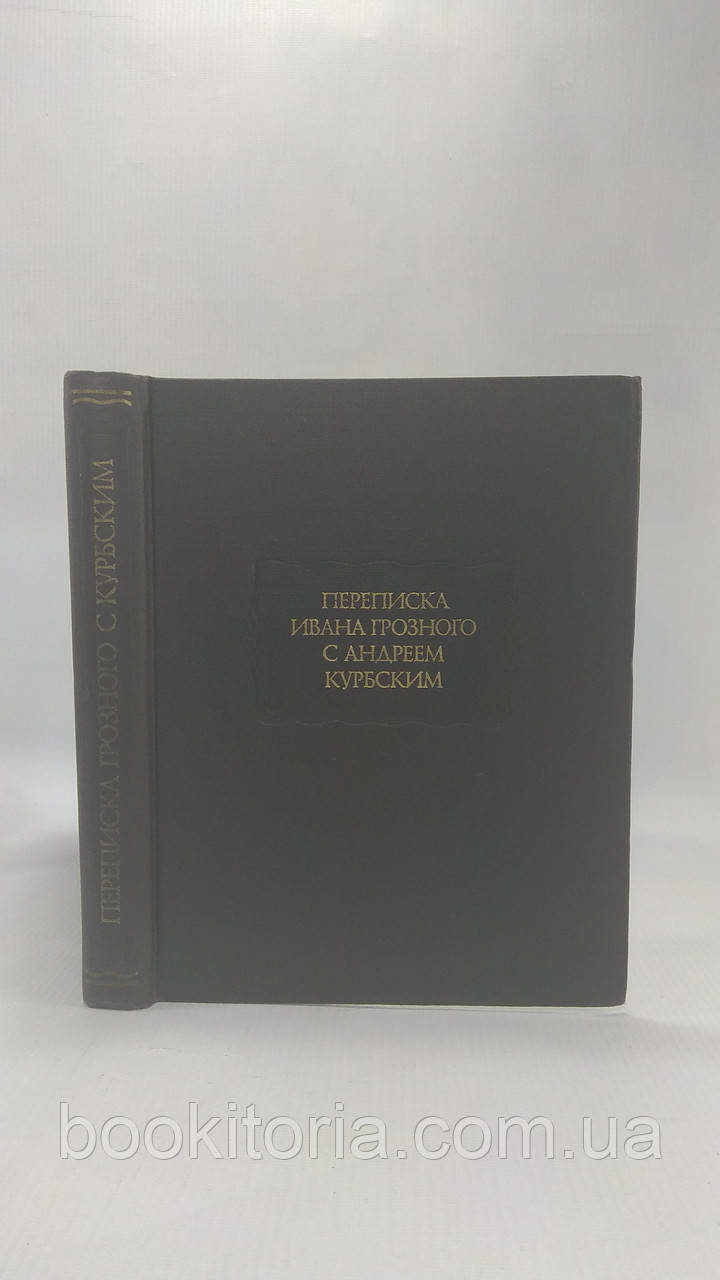 ПЕРЕПИСКА ГРОЗНОГО С КУРБСКИМ
ПЕРЕПИСКА
ИВАНА ГРОЗНОГО
С АНДРЕЕМ
КУРБСКИМ
bookitoria.com.ua